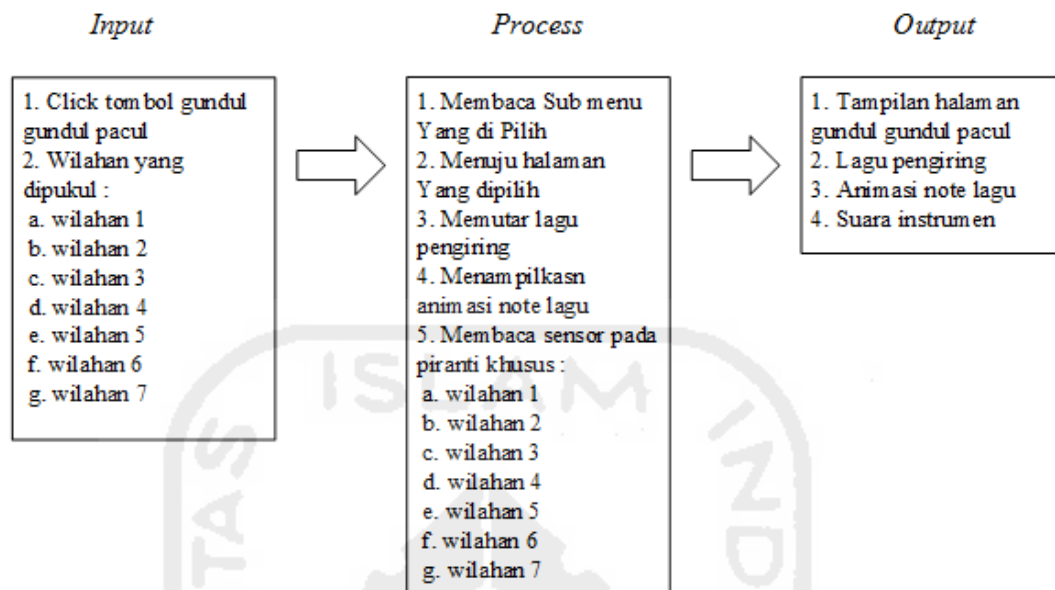 Input
Process
Output
1. Click tombol gundul
gundul pacul
2. Wilahan yang
dipukul :
a. wilahan 1
b. wilahan 2
c. wilahan 3
d. wilahan 4
e. wilahan 5
f. wilahan 6
g. wilahan 7
1. Membaca Sub menu
Yang di Pilih
2. Menuju halaman
Yang dipilih
3. Memutar lagu
pengiring
4. Menampilkasn
animasi note lagu
5. Membaca sensor pada
piranti khusus :
a. wilahan 1
b. wilahan 2
c. wilahan 3
d. wilahan 4
e. wilahan 5
f. wilahan 6
g. wilahan 7
1. Tampilan halaman
gundul gundul pacul
2. Lagu pengiring
3. Animasi note lagu
4. Suara instrumen
TAS
ISLAM
IND